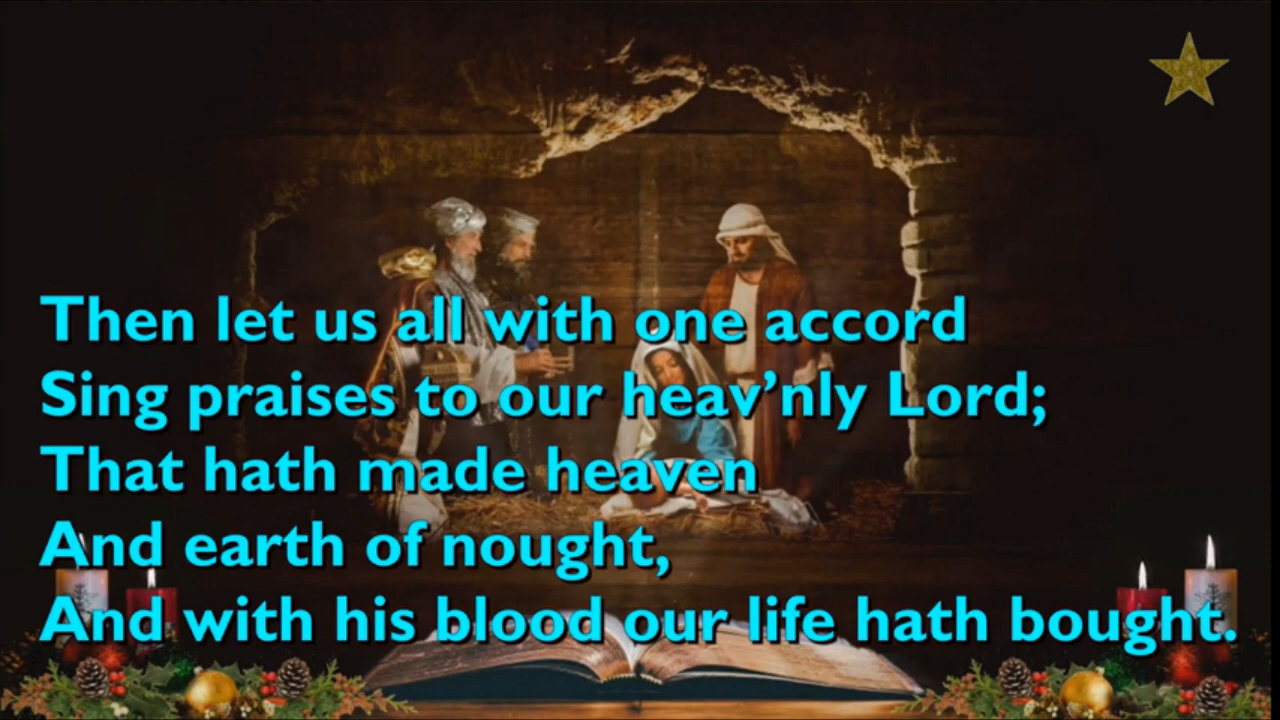 Then let us all with one accord
Sing praises to our heav’nly Lord;
That hath made heaven
And earth of nought,
And with his blood our life hath bought.